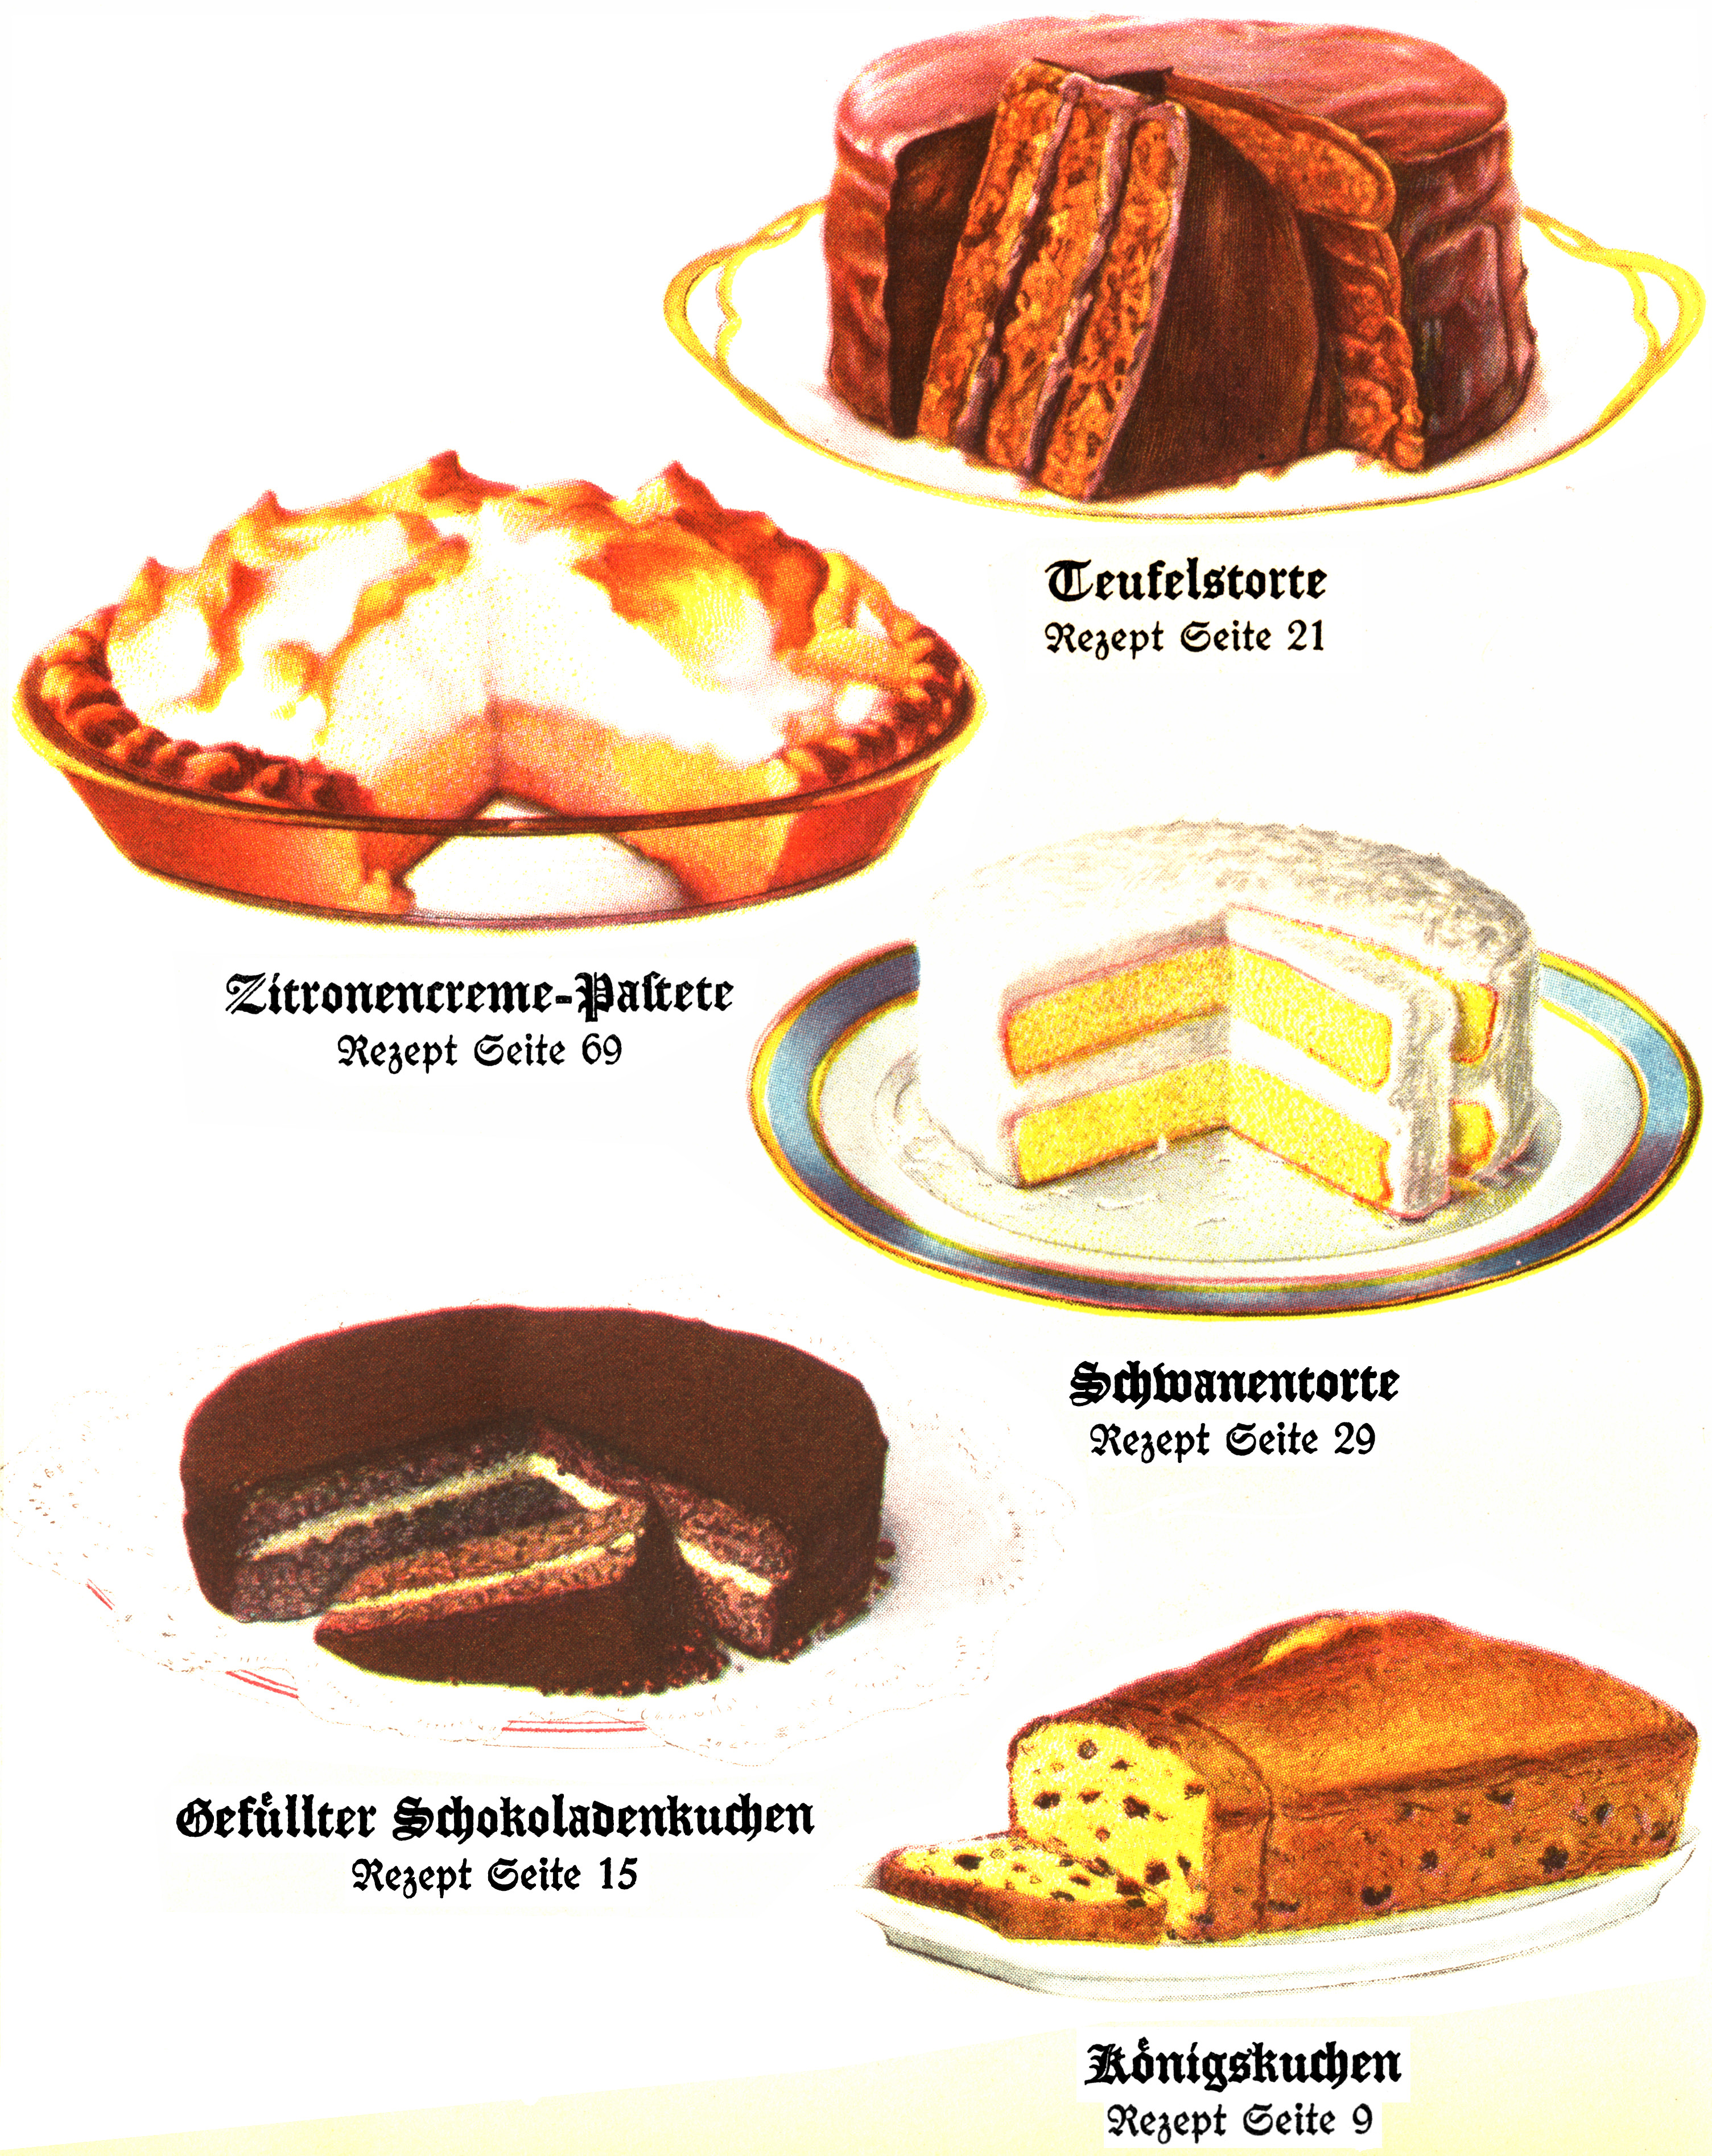 Teufelstorte
Rezept Seite 21
Zitronencreme-Paſtete
Rezept Seite 69
Schwanentorte
Rezept Seite 29
Gefüllter Schokoladenkuchen
Rezept Seite 15
Königskuchen
Rezept Seite 9